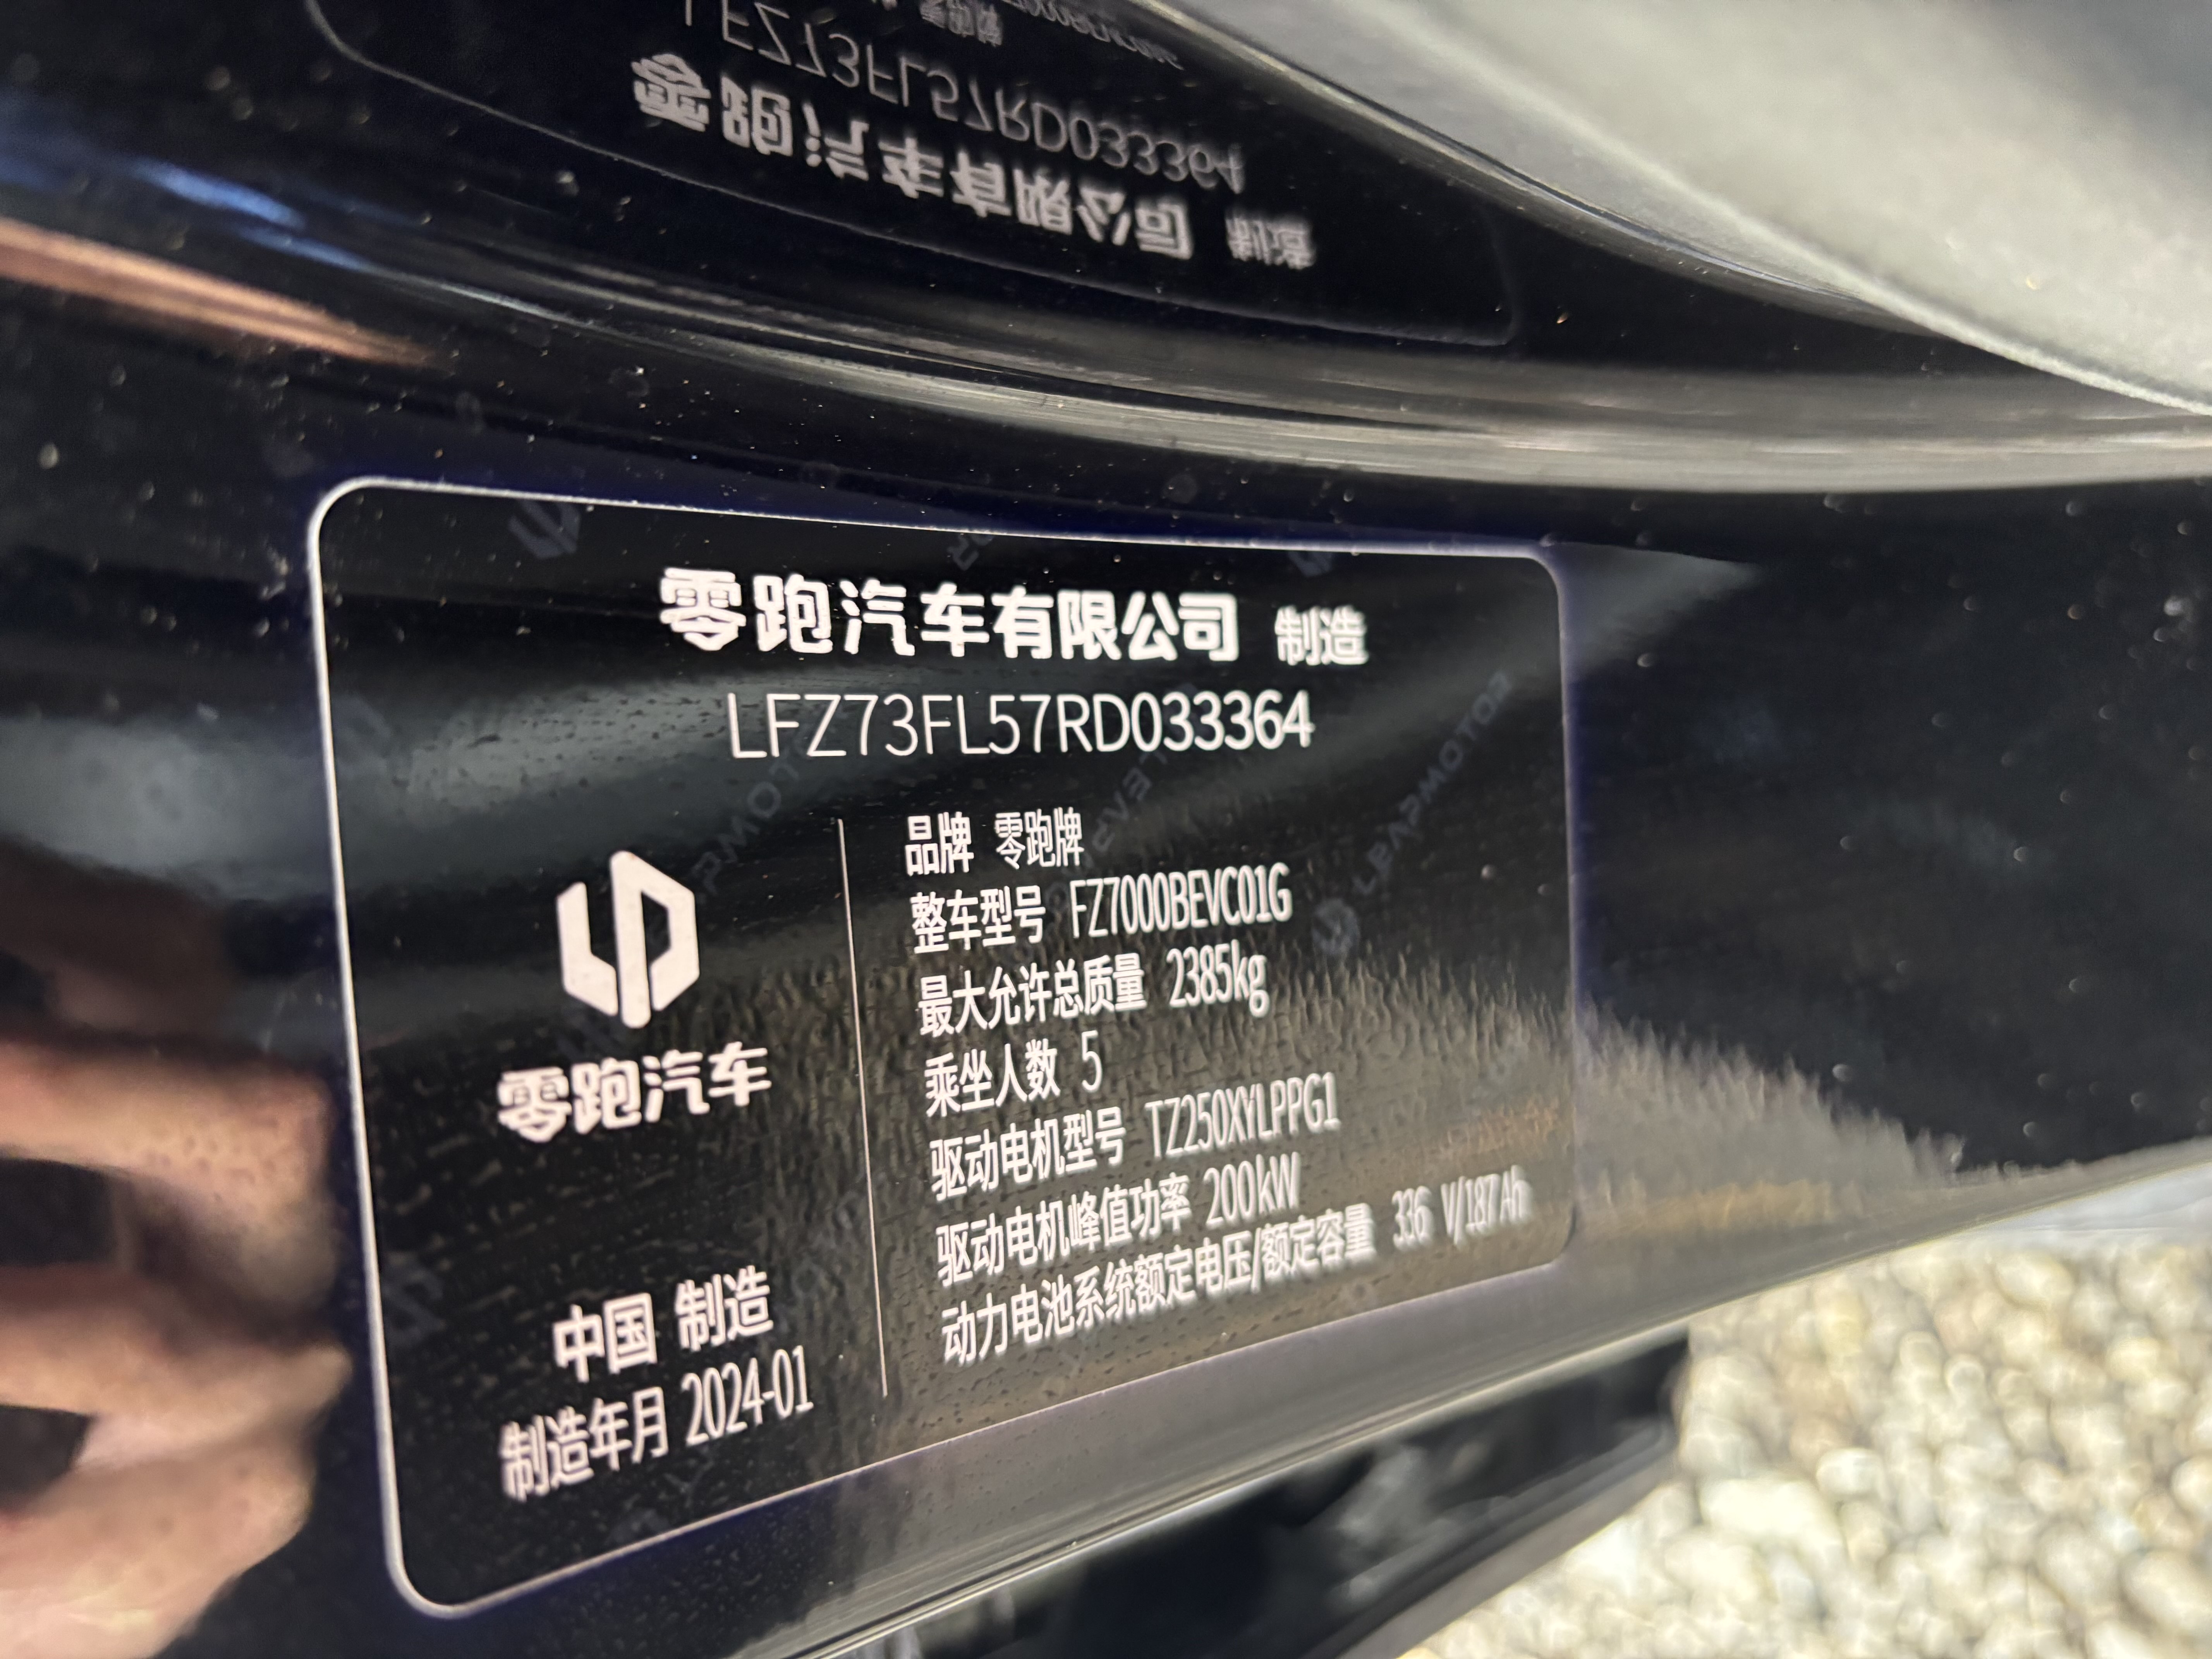 零跑汽车有限公司 制造
LFZ73FL57RD033364
品牌 零跑牌
整车型号 FZ7000BEVC01G
最大允许总质量 2385kg
乘坐人数 5
驱动电机型号 TZ250XYLPPG1
驱动电机峰值功率 200kW
动力电池系统额定电压/额定容量 336 V/187Ah
零跑汽车
中国 制造
制造年月 2024-01
LEAPMOTOR